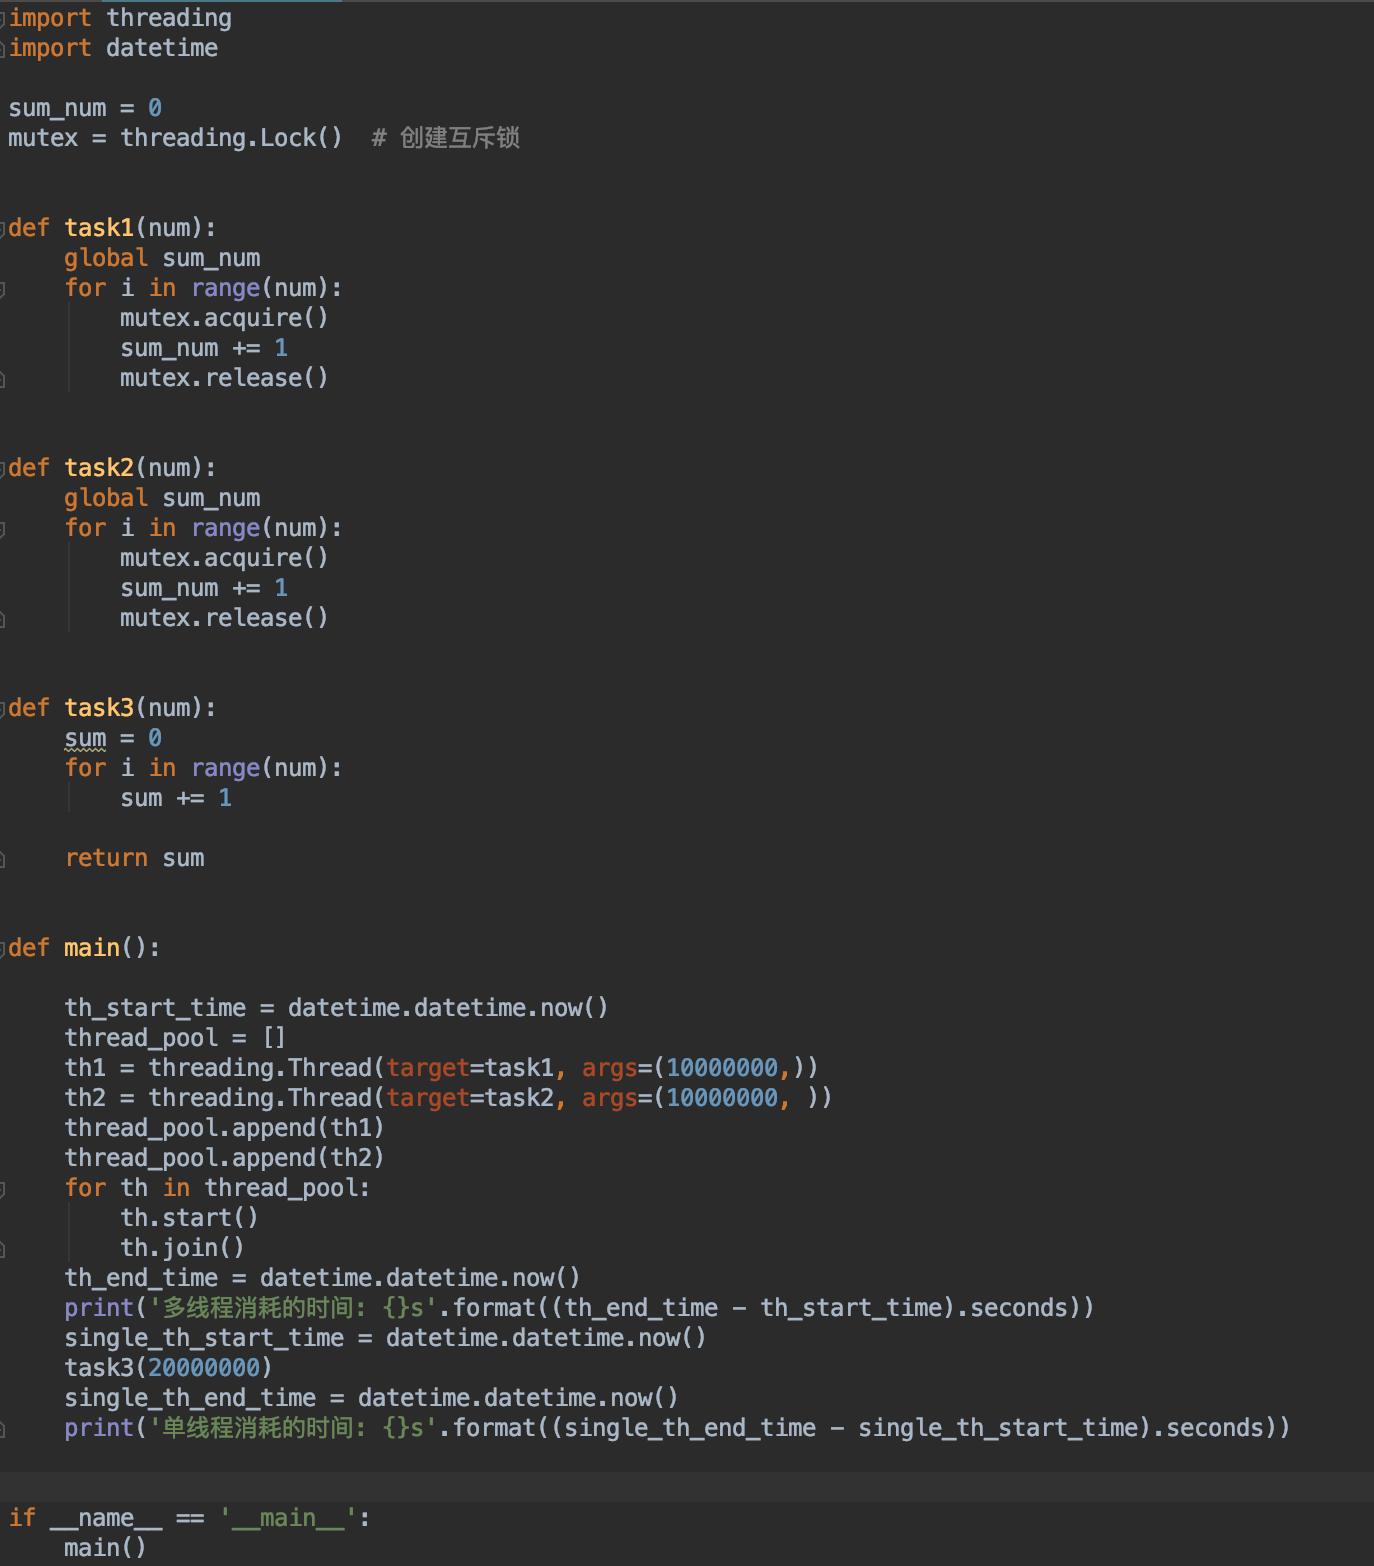 import threading
import datetime
sum_num = 0
mutex = threading.Lock()  # 创建互斥锁
def task1(num):
    global sum_num
    for i in range(num):
        mutex.acquire()
        sum_num += 1
        mutex.release()
def task2(num):
    global sum_num
    for i in range(num):
        mutex.acquire()
        sum_num += 1
        mutex.release()
def task3(num):
    sum = 0
    for i in range(num):
        sum += 1
    return sum
def main():
    th_start_time = datetime.datetime.now()
    thread_pool = []
    th1 = threading.Thread(target=task1, args=(10000000,))
    th2 = threading.Thread(target=task2, args=(10000000, ))
    thread_pool.append(th1)
    thread_pool.append(th2)
    for th in thread_pool:
        th.start()
        th.join()
    th_end_time = datetime.datetime.now()
    print('多线程消耗的时间: {}s'.format((th_end_time - th_start_time).seconds))
    single_th_start_time = datetime.datetime.now()
    task3(20000000)
    single_th_end_time = datetime.datetime.now()
    print('单线程消耗的时间: {}s'.format((single_th_end_time - single_th_start_time).seconds))
if __name__ == '__main__':
    main()